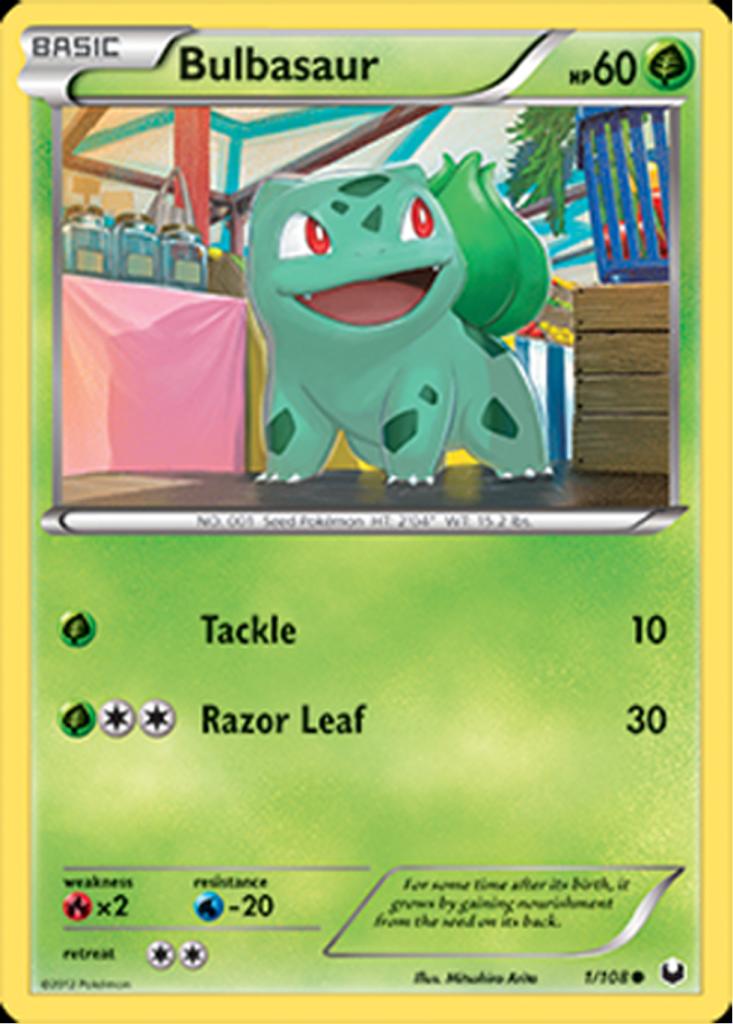 BASIC
Bulbasaur
HP60
NO. 001 Seed Pokémon HT: 2'04" WT: 15.2 lbs.
Tackle 10
Razor Leaf 30
weakness
×2
resistance
-20
For some time after its birth, it
grows by gaining nourishment
from the seed on its back.
retreat
©2012 Pokémon
Illus. Mitsuhiro Arita
1/108